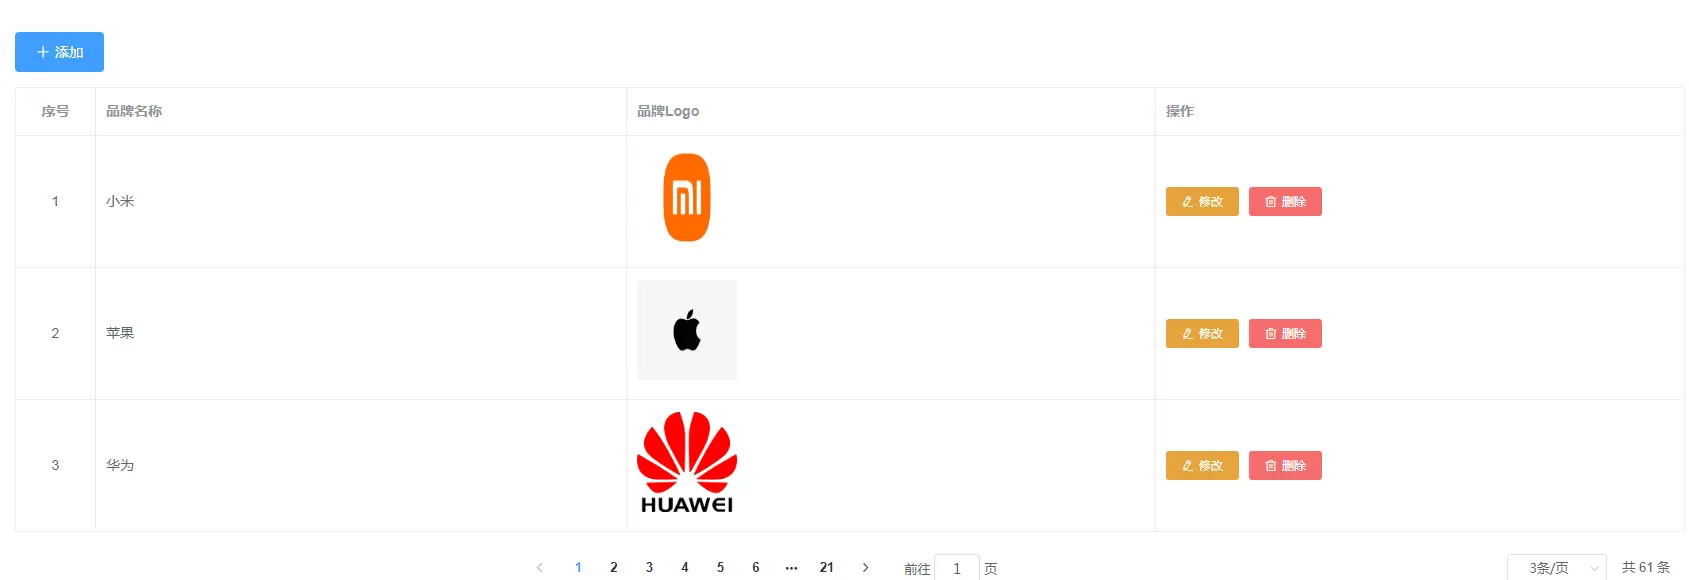 添加
序号 品牌名称 品牌Logo 操作
1 小米 mi 修改 删除
2 苹果 修改 删除
3 华为 HUAWEI 修改 删除
1 2 3 4 5 6 ... 21 前往 1 页 3条/页 共 61 条